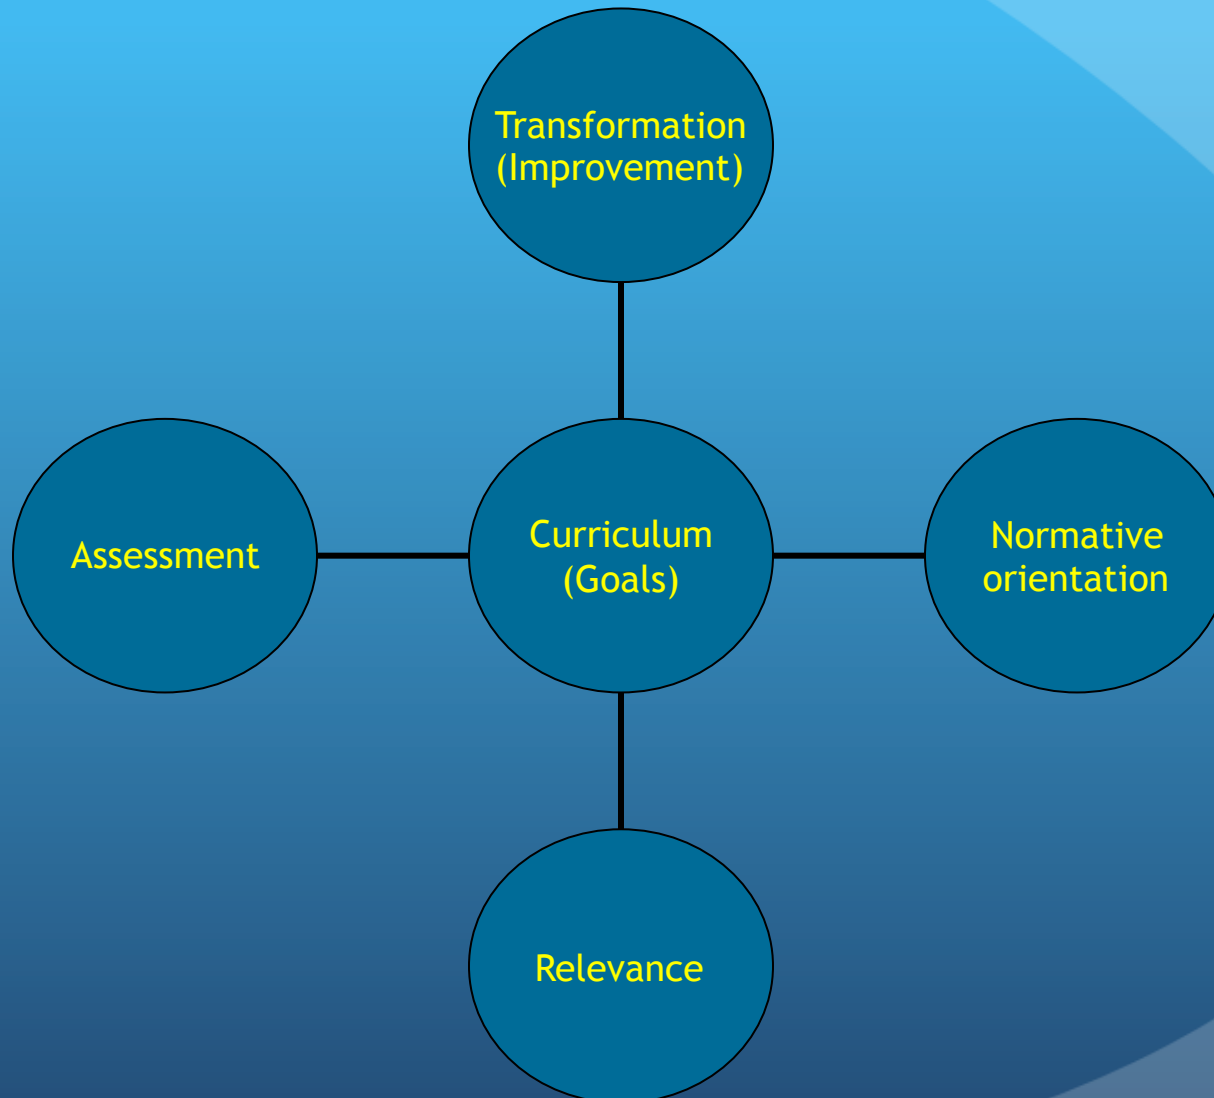 Transformation
(Improvement)
Assessment
Curriculum
(Goals)
Normative
orientation
Relevance